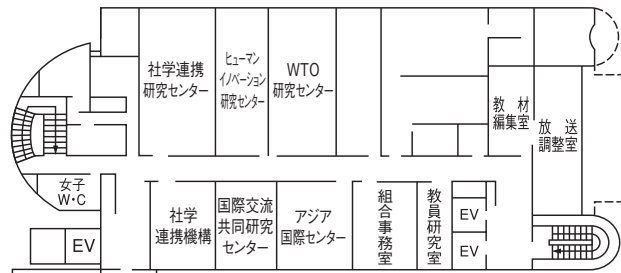 社学連携
研究センター
ヒューマン
イノベーション
研究センター
WTO
研究センター
教　材
編集室
放　送
調整室
女子
W・C
EV
社学
連携機構
国際交流
共同研究
センター
アジア
国際センター
組合事務室
教員研究室
EV
EV